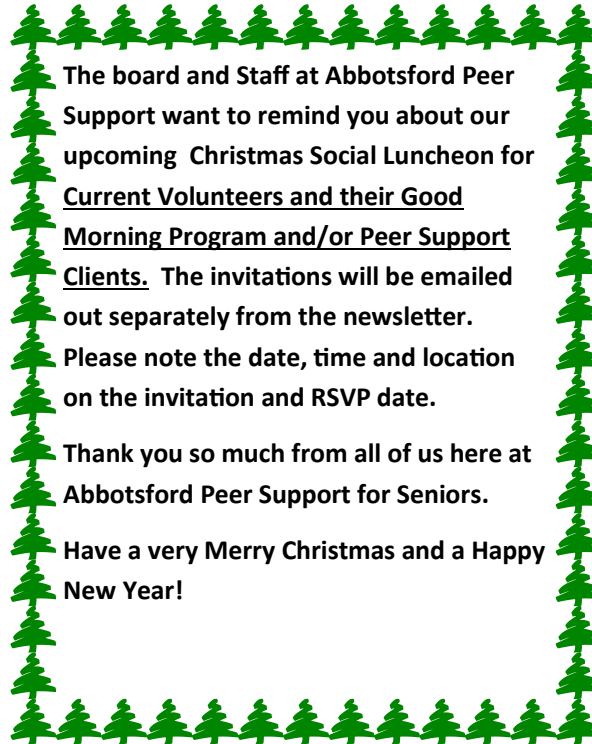 The board and Staff at Abbotsford Peer
Support want to remind you about our
upcoming  Christmas Social Luncheon for
Current Volunteers and their Good
Morning Program and/or Peer Support
Clients.  The invitations will be emailed
out separately from the newsletter.
Please note the date, time and location
on the invitation and RSVP date.
Thank you so much from all of us here at
Abbotsford Peer Support for Seniors.
Have a very Merry Christmas and a Happy
New Year!